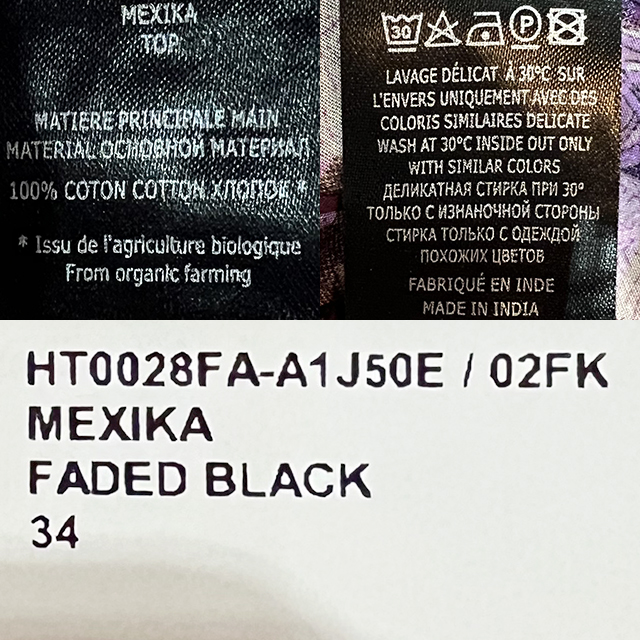 MEXIKA
TOP
MATIERE PRINCIPALE MAIN
MATERIAL ОСНОВНОЙ МАТЕРИАЛ
100% COTON COTTON ХЛОПОК *
* Issu de l'agriculture biologique
From organic farming
30 P
LAVAGE DÉLICAT A 30°C SUR
L'ENVERS UNIQUEMENT AVEC DES
COLORIS SIMILAIRES DELICATE
WASH AT 30°C INSIDE OUT ONLY
WITH SIMILAR COLORS
ДЕЛИКАТНАЯ СТИРКА ПРИ 30°
ТОЛЬКО С ИЗНАНОЧНОЙ СТОРОНЫ
СТИРКА ТОЛЬКО С ОДЕЖДОЙ
ПОХОЖИХ ЦВЕТОВ
FABRIQUÉ EN INDE
MADE IN INDIA
HT0028FA-A1J50E / 02FK
MEXIKA
FADED BLACK
34